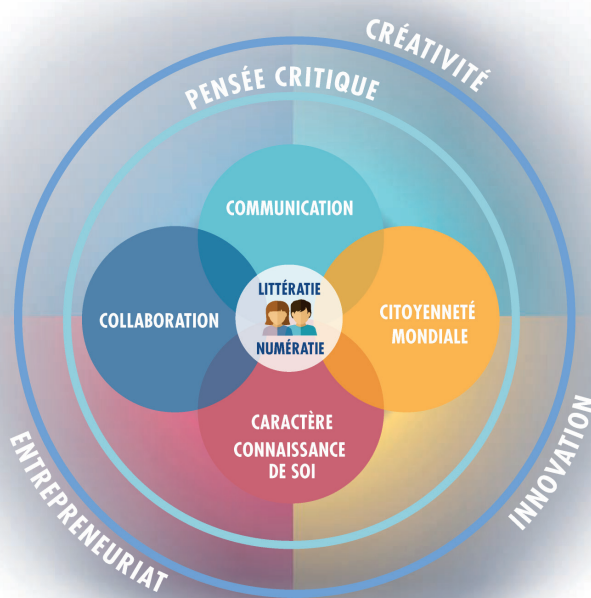 CRÉATIVITÉ
PENSÉE CRITIQUE
COMMUNICATION
COLLABORATION
LITTÉRATIE
NUMÉRATIE
CITOYENNETÉ
MONDIALE
CARACTÈRE
CONNAISSANCE
DE SOI
ENTREPRENEURIAT
INNOVATION